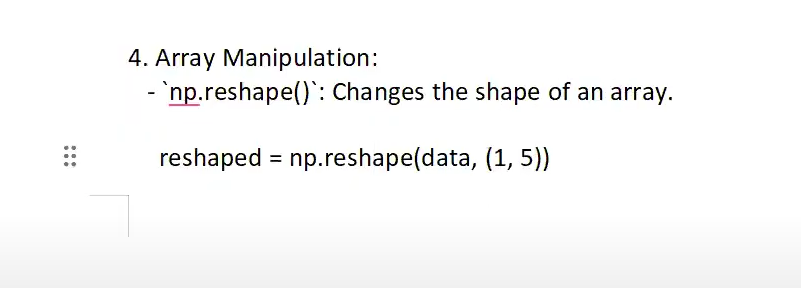 4. Array Manipulation:
- `np.reshape()`: Changes the shape of an array.
reshaped = np.reshape(data, (1, 5))